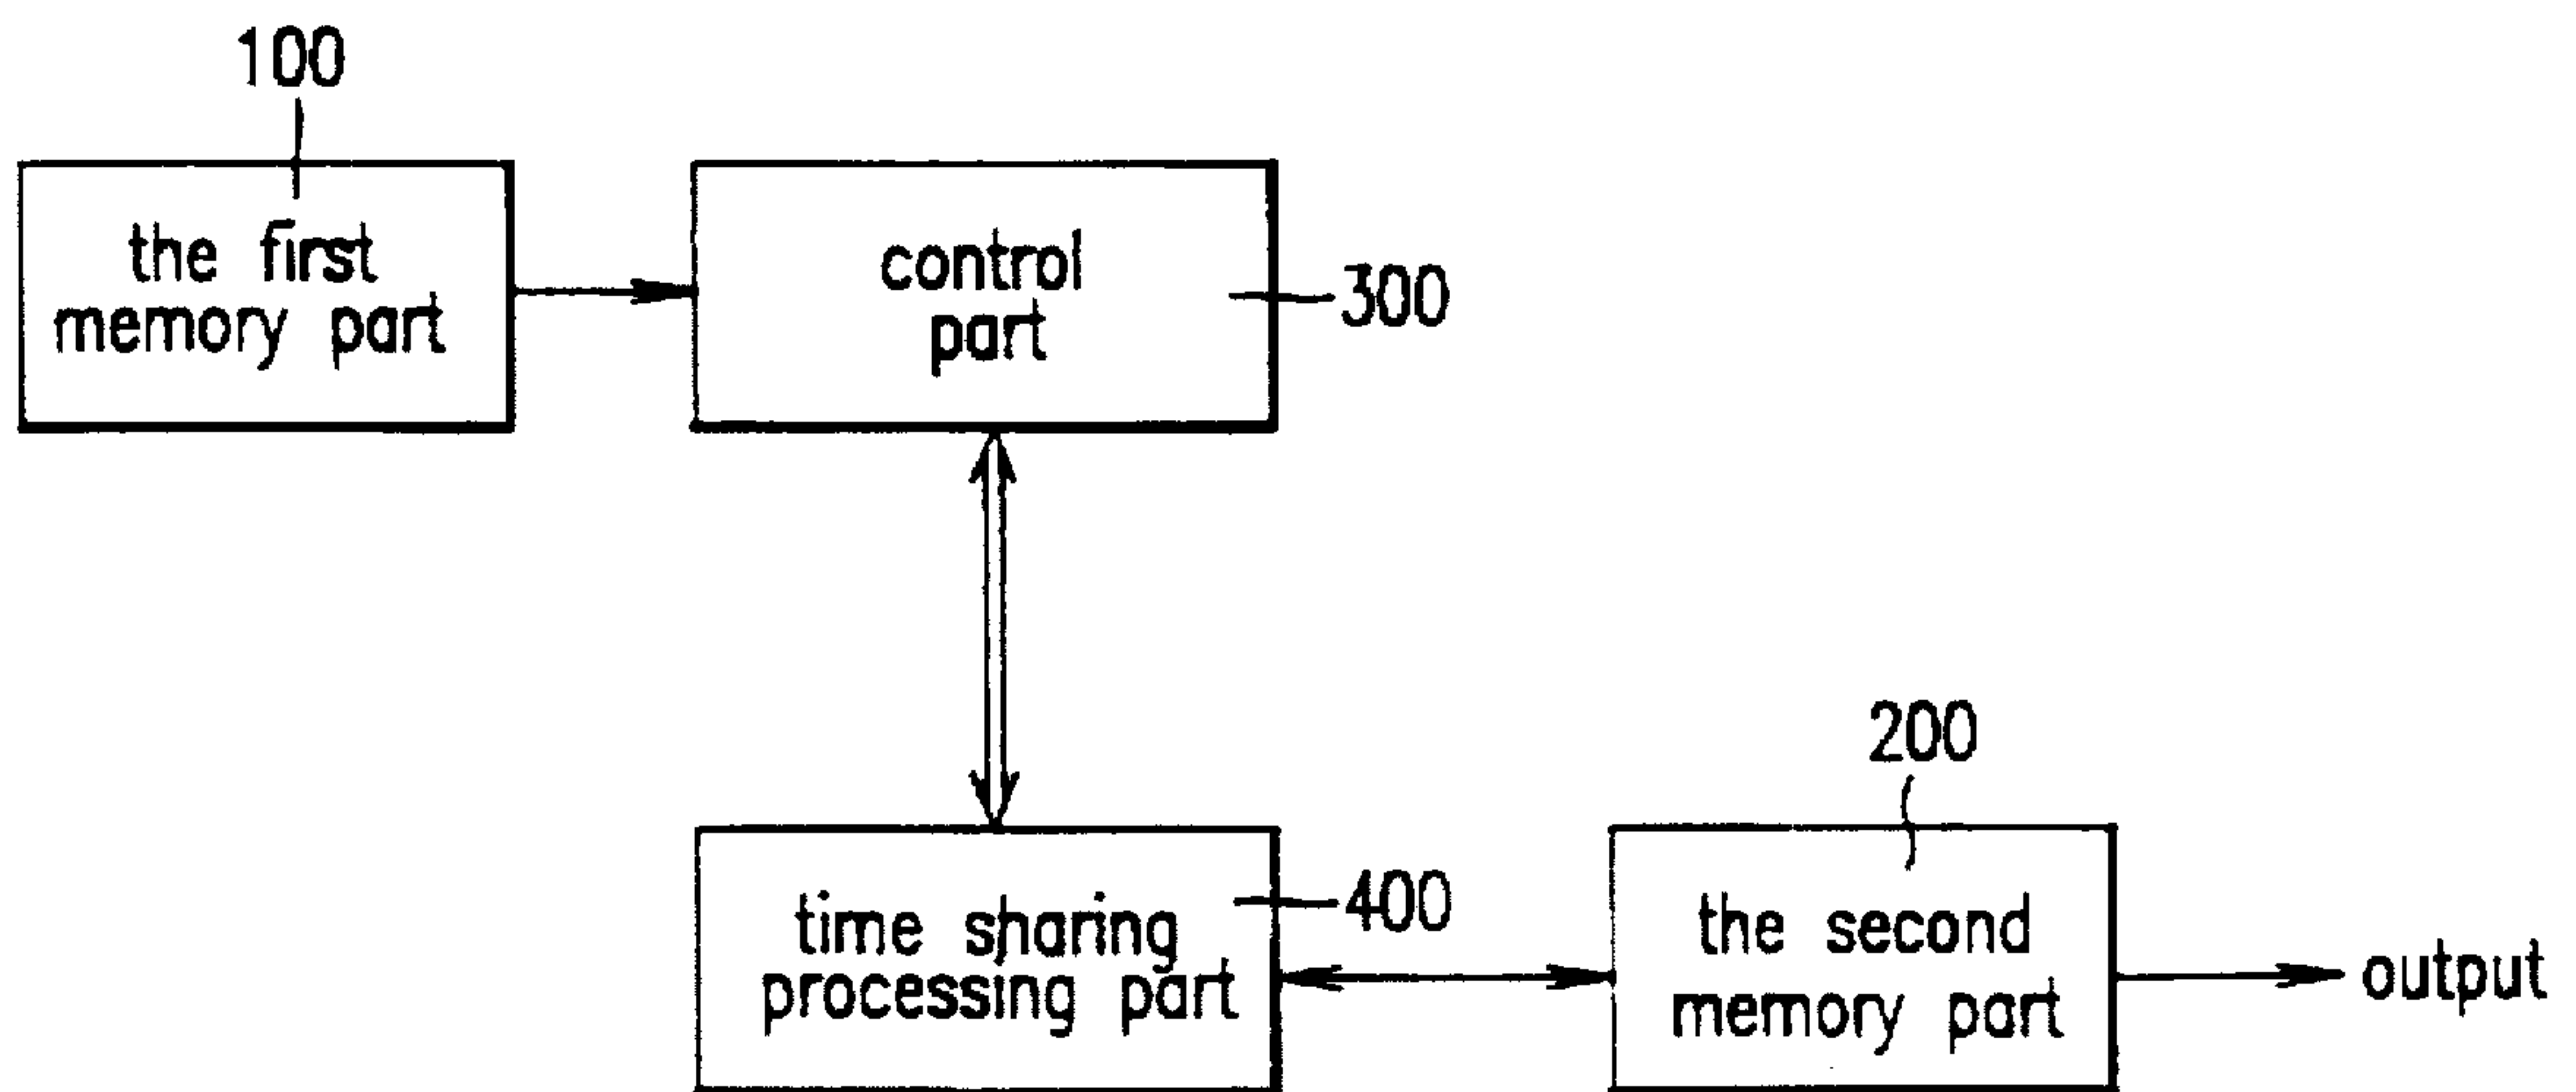 100
the first
memory part
control
part
300
200
time sharing
processing part
400
the second
memory part
output